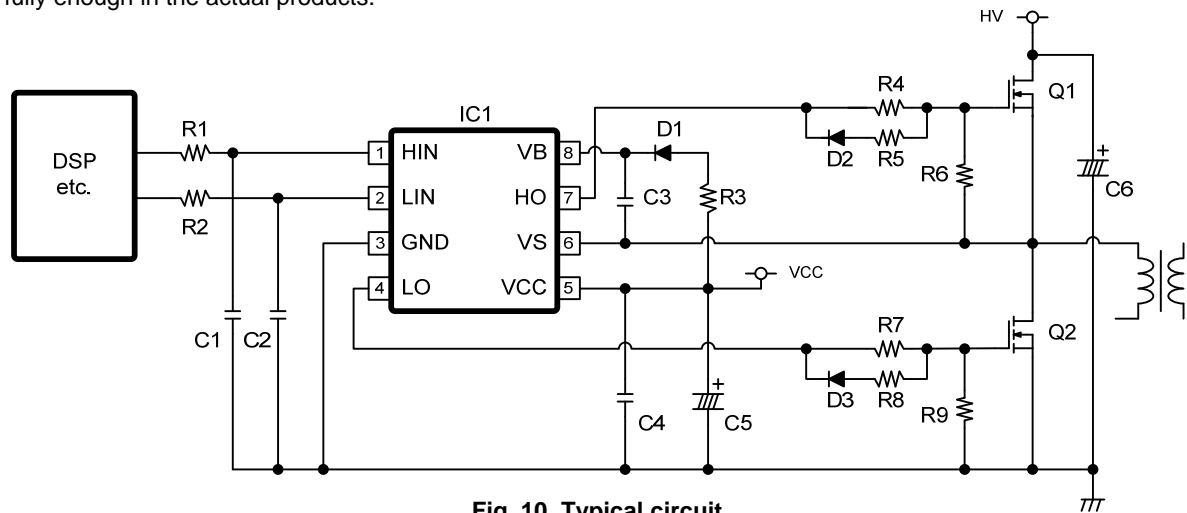 fully enough in the actual products.
HV
R4
Q1
IC1
R1
D1
DSP
etc.
1 HIN VB 8
D2 R5
R6
C6
+
2 LIN HO 7
C3 R3
R2
3 GND VS 6
4 LO VCC 5
VCC
R7
Q2
C1 C2
D3 R8
R9
+
C4 C5
Fig. 10 Typical circuit